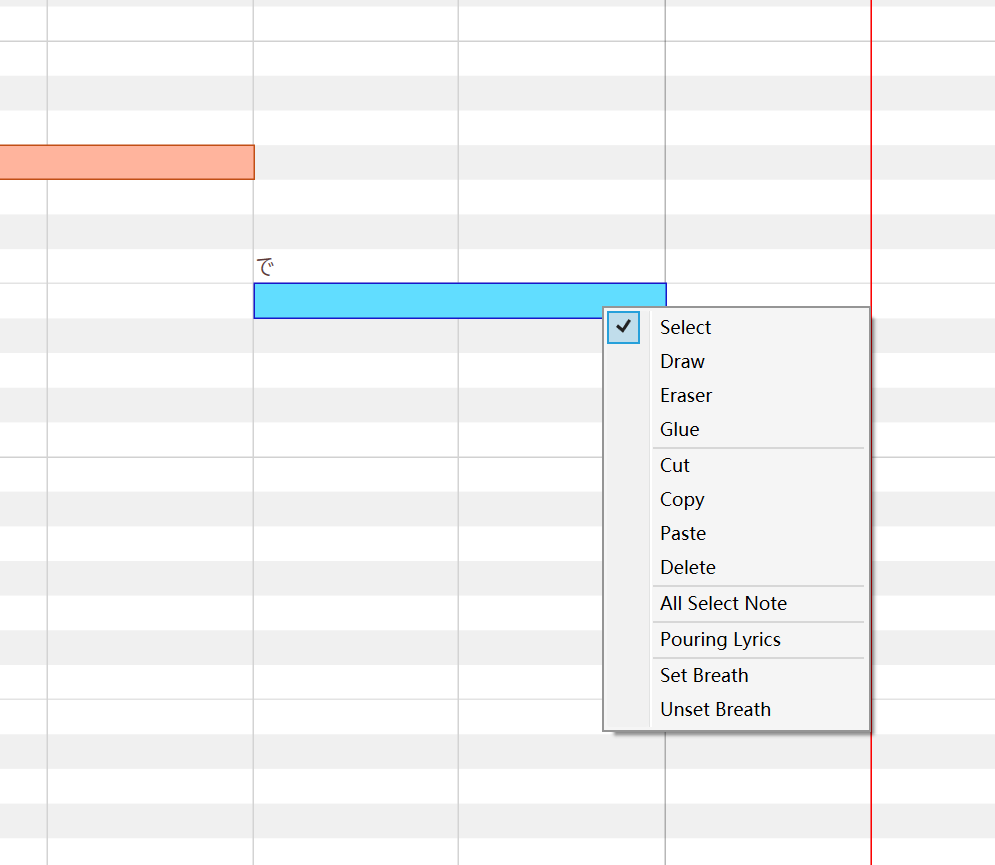 で
Select
Draw
Eraser
Glue
Cut
Copy
Paste
Delete
All Select Note
Pouring Lyrics
Set Breath
Unset Breath